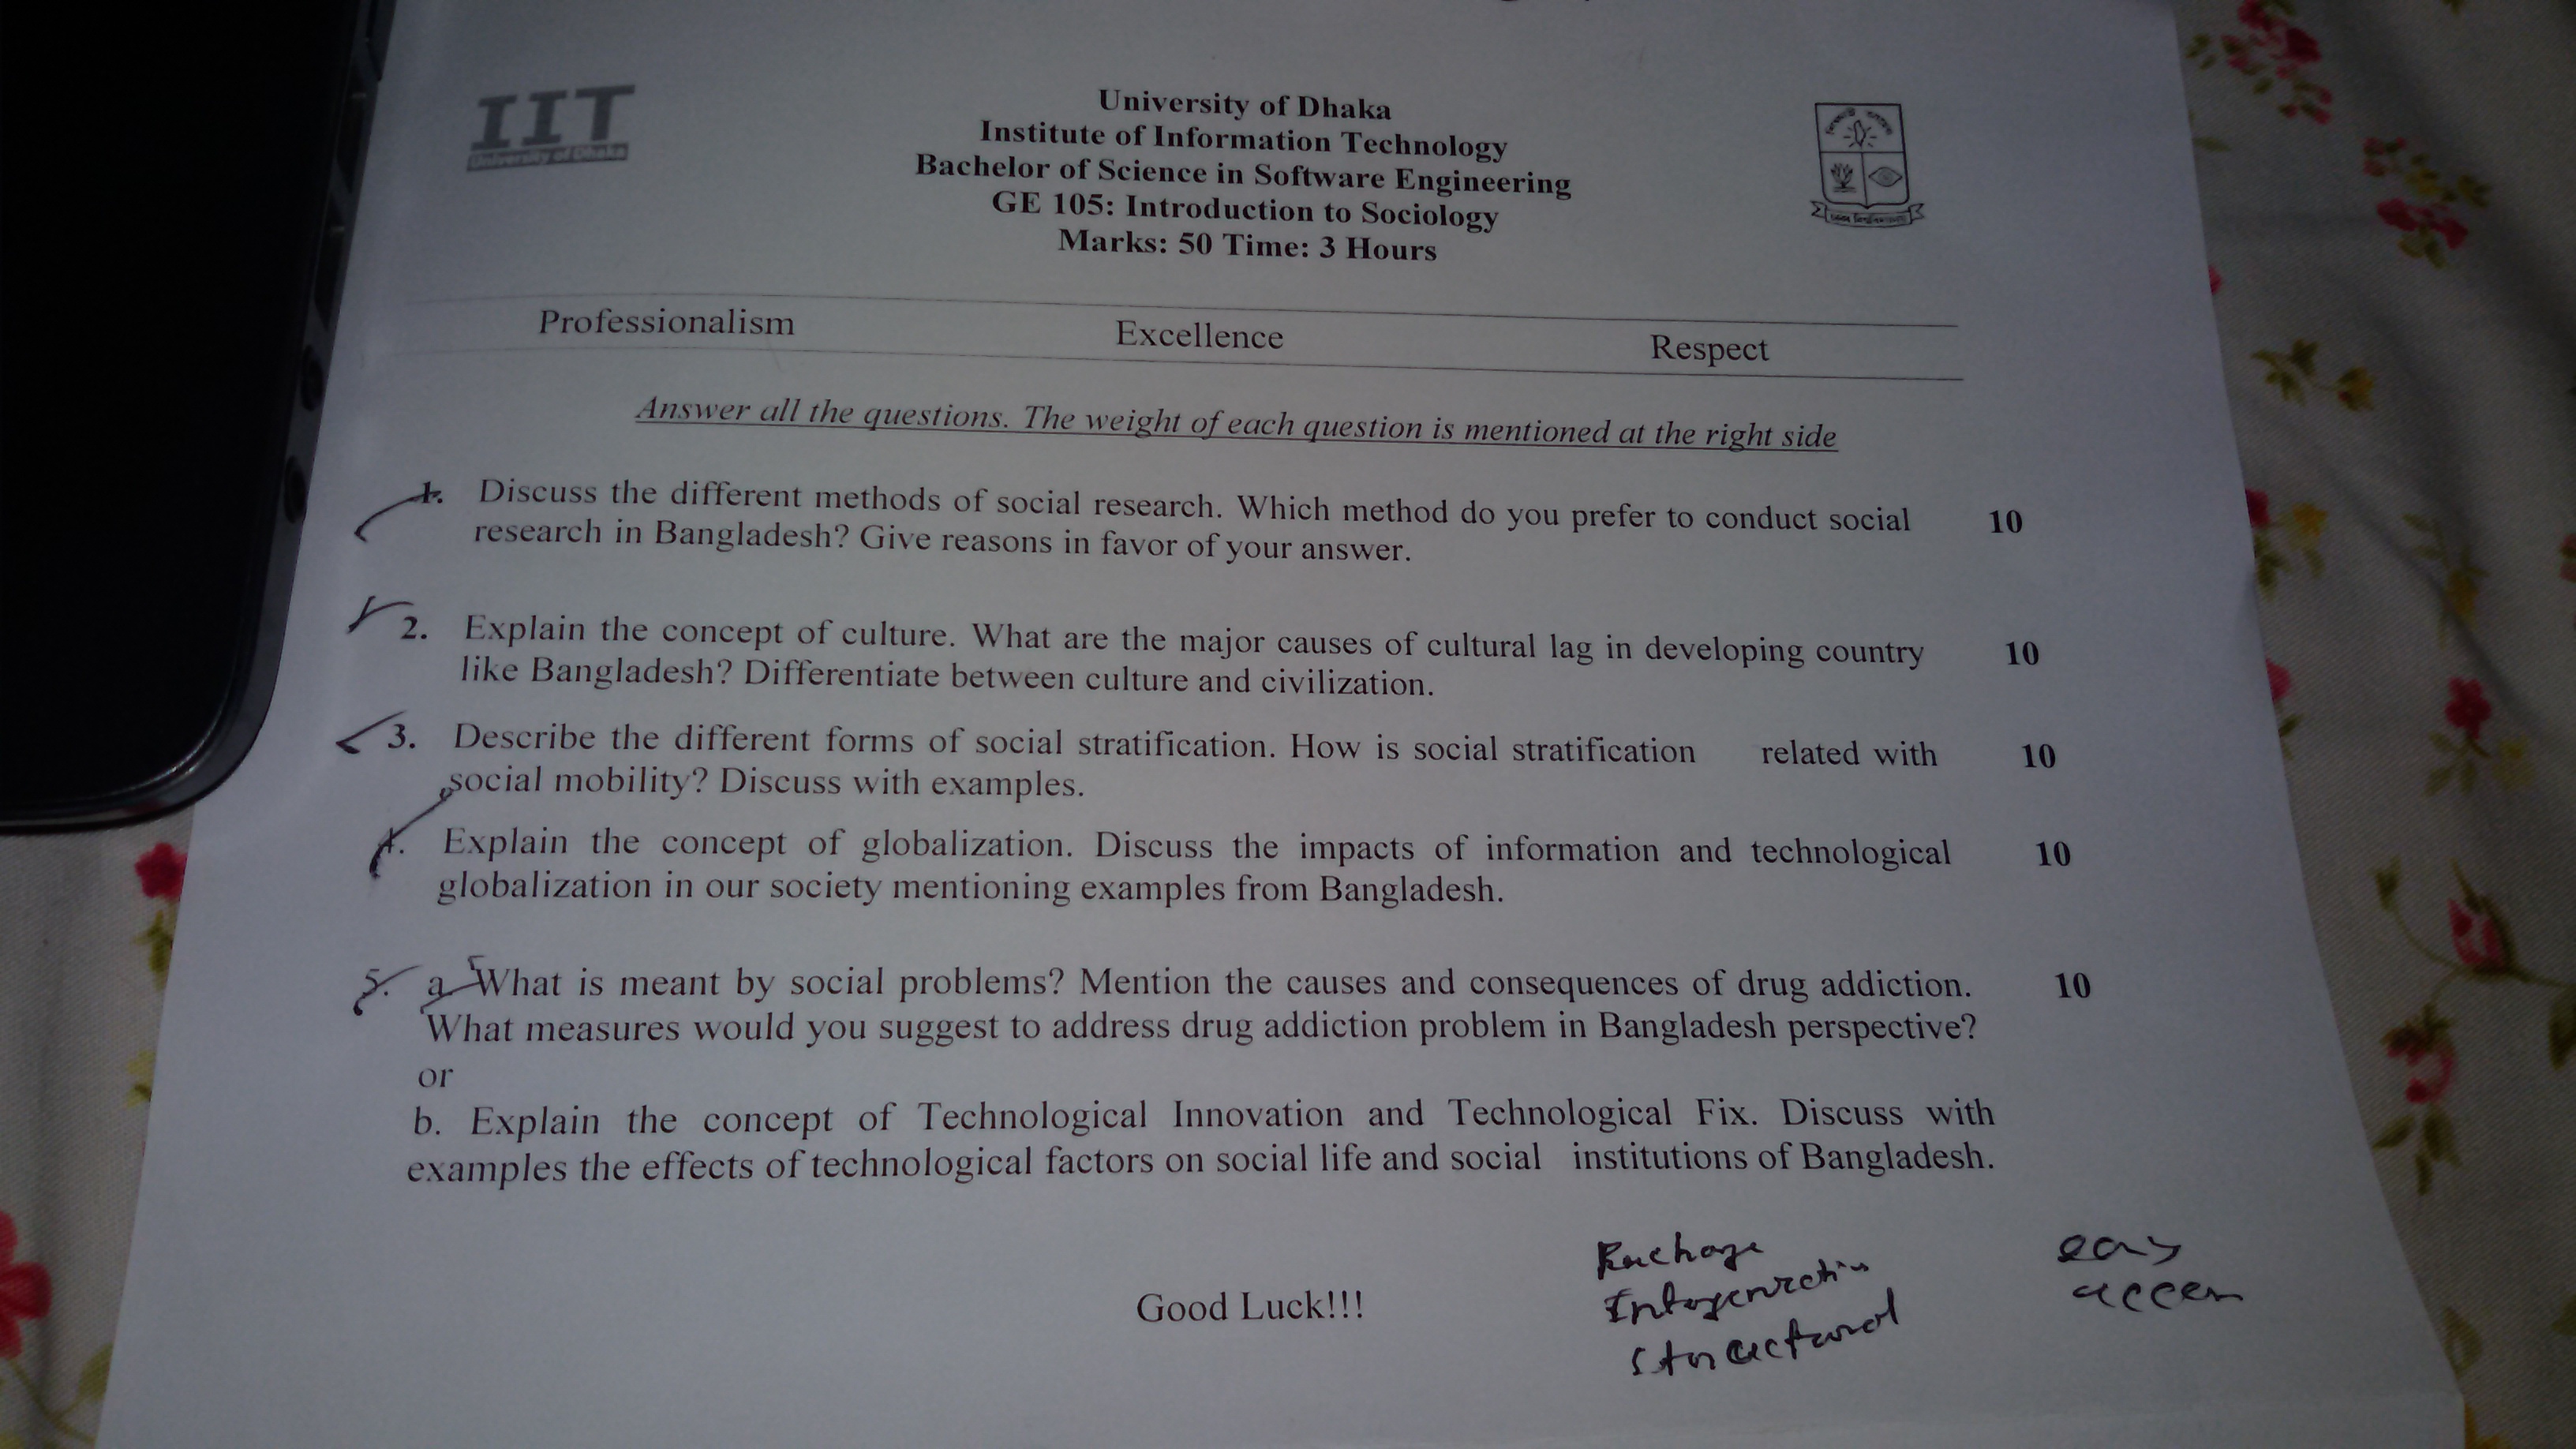 IIT
University of Dhaka
University of Dhaka
Institute of Information Technology
Bachelor of Science in Software Engineering
GE 105: Introduction to Sociology
Marks: 50 Time: 3 Hours
Professionalism Excellence Respect
Answer all the questions. The weight of each question is mentioned at the right side
1. Discuss the different methods of social research. Which method do you prefer to conduct social 10
research in Bangladesh? Give reasons in favor of your answer.
2. Explain the concept of culture. What are the major causes of cultural lag in developing country 10
like Bangladesh? Differentiate between culture and civilization.
3. Describe the different forms of social stratification. How is social stratification related with 10
social mobility? Discuss with examples.
4. Explain the concept of globalization. Discuss the impacts of information and technological 10
globalization in our society mentioning examples from Bangladesh.
5. a. What is meant by social problems? Mention the causes and consequences of drug addiction. 10
What measures would you suggest to address drug addiction problem in Bangladesh perspective?
or
b. Explain the concept of Technological Innovation and Technological Fix. Discuss with
examples the effects of technological factors on social life and social institutions of Bangladesh.
Good Luck!!!
structural
easy